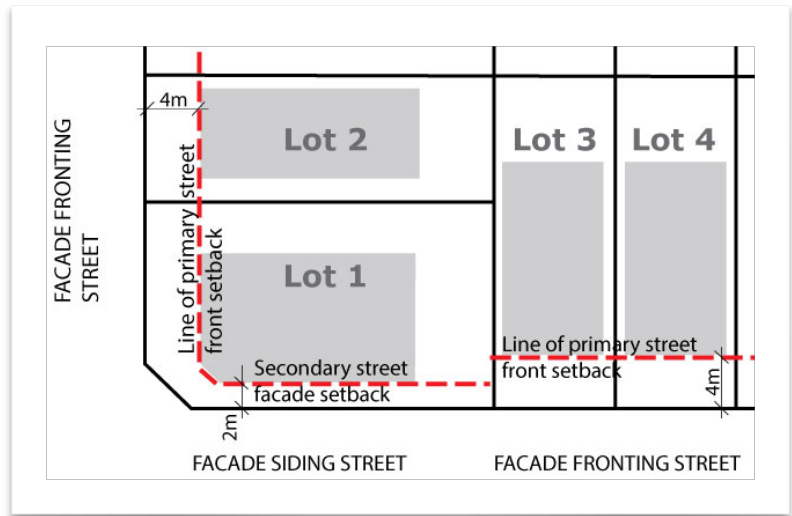 4m
Lot 2
Lot 3
Lot 4
FACADE FRONTING
STREET
Line of primary street
front setback
Lot 1
Line of primary street
front setback
Secondary street
facade setback
4m
2m
FACADE SIDING STREET
FACADE FRONTING STREET